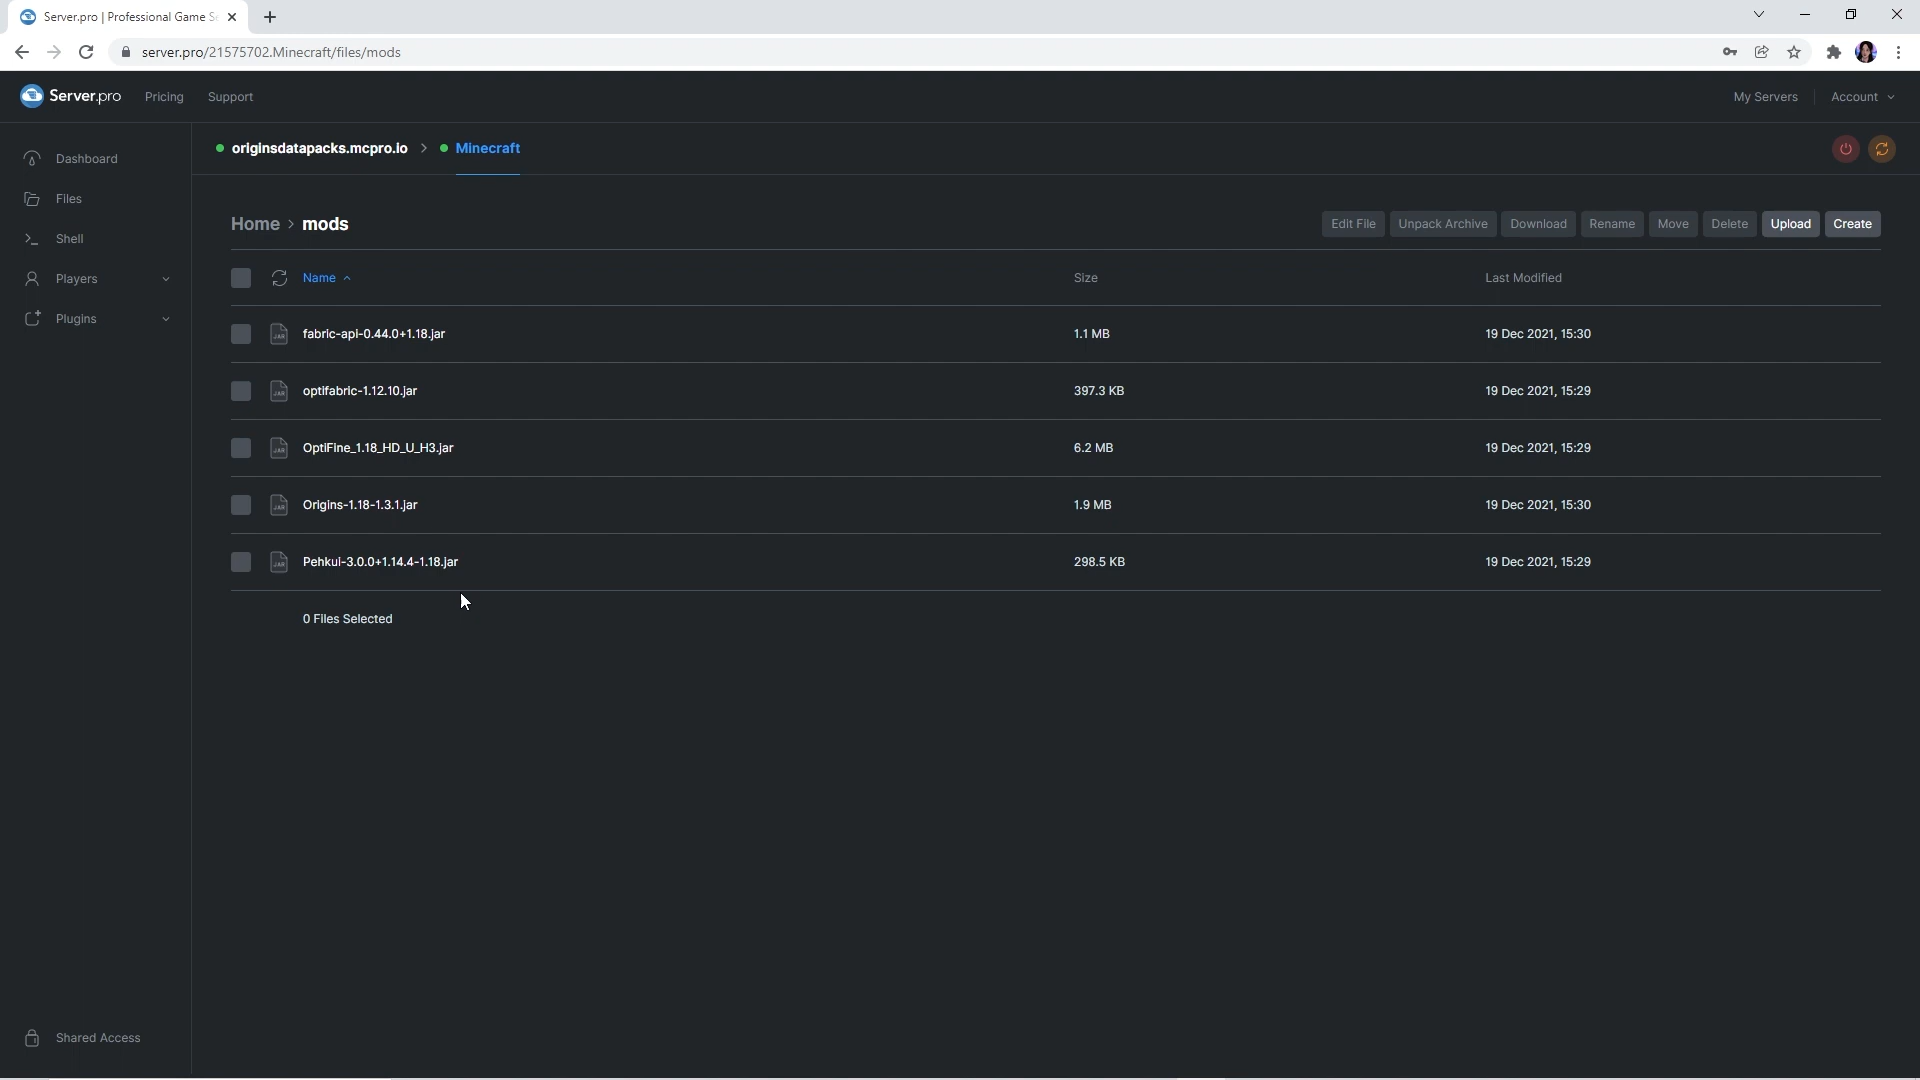 Server.pro | Professional Game Se
server.pro/21575702.Minecraft/files/mods
Server.pro
Pricing
Support
My Servers
Account
Dashboard
Files
Shell
Players
Plugins
Shared Access
originsdatapacks.mcpro.io > Minecraft
Home > mods
Edit File
Unpack Archive
Download
Rename
Move
Delete
Upload
Create
Name
Size
Last Modified
fabric-api-0.44.0+1.18.jar 1.1 MB 19 Dec 2021, 15:30
optifabric-1.12.10.jar 397.3 KB 19 Dec 2021, 15:29
OptiFine_1.18_HD_U_H3.jar 6.2 MB 19 Dec 2021, 15:29
Origins-1.18-1.3.1.jar 1.9 MB 19 Dec 2021, 15:30
Pehkui-3.0.0+1.14.4-1.18.jar 298.5 KB 19 Dec 2021, 15:29
0 Files Selected